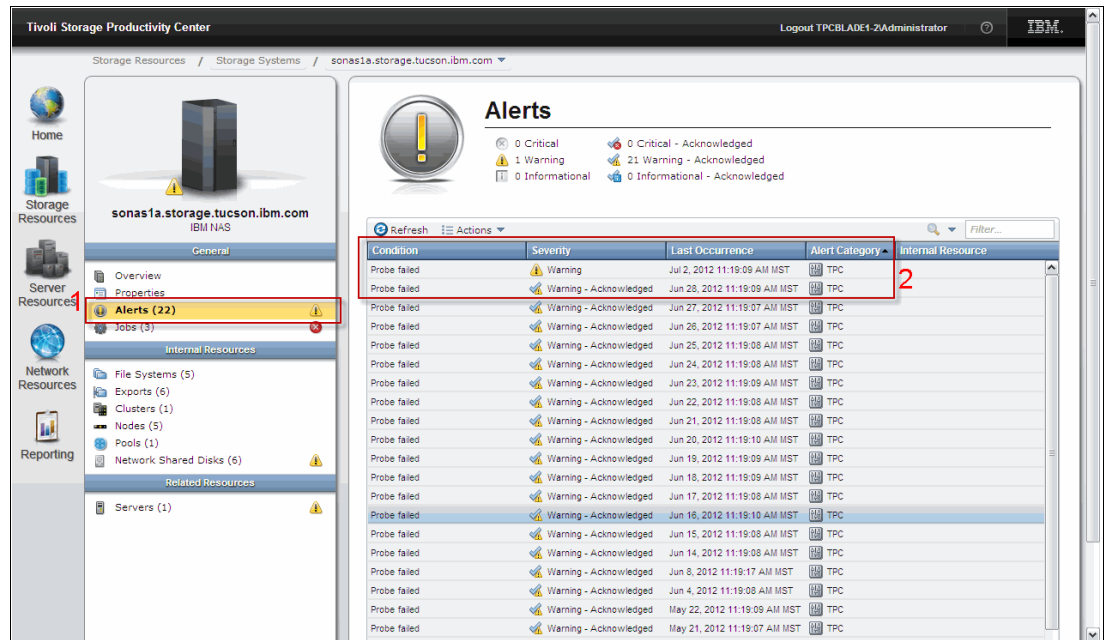 Tivoli Storage Productivity Center
Logout TPCBLADE1-2\Administrator
?
IBM.
Storage Resources / Storage Systems / sonas1a.storage.tucson.ibm.com
Home
Storage Resources
Server Resources
Network Resources
Reporting
sonas1a.storage.tucson.ibm.com
IBM NAS
General
Overview
Properties
1
Alerts (22)
Jobs (3)
Internal Resources
File Systems (5)
Exports (6)
Clusters (1)
Nodes (5)
Pools (1)
Network Shared Disks (6)
Related Resources
Servers (1)
Alerts
0 Critical
0 Critical - Acknowledged
1 Warning
21 Warning - Acknowledged
0 Informational
0 Informational - Acknowledged
Refresh Actions
Filter...
Condition Severity Last Occurrence Alert Category Internal Resource
Probe failed Warning Jul 2, 2012 11:19:09 AM MST TPC
2
Probe failed Warning - Acknowledged Jun 28, 2012 11:19:09 AM MST TPC
Probe failed Warning - Acknowledged Jun 27, 2012 11:19:07 AM MST TPC
Probe failed Warning - Acknowledged Jun 26, 2012 11:19:07 AM MST TPC
Probe failed Warning - Acknowledged Jun 25, 2012 11:19:08 AM MST TPC
Probe failed Warning - Acknowledged Jun 24, 2012 11:19:08 AM MST TPC
Probe failed Warning - Acknowledged Jun 23, 2012 11:19:09 AM MST TPC
Probe failed Warning - Acknowledged Jun 22, 2012 11:19:08 AM MST TPC
Probe failed Warning - Acknowledged Jun 21, 2012 11:19:08 AM MST TPC
Probe failed Warning - Acknowledged Jun 20, 2012 11:19:10 AM MST TPC
Probe failed Warning - Acknowledged Jun 19, 2012 11:19:09 AM MST TPC
Probe failed Warning - Acknowledged Jun 18, 2012 11:19:09 AM MST TPC
Probe failed Warning - Acknowledged Jun 17, 2012 11:19:08 AM MST TPC
Probe failed Warning - Acknowledged Jun 16, 2012 11:19:10 AM MST TPC
Probe failed Warning - Acknowledged Jun 15, 2012 11:19:08 AM MST TPC
Probe failed Warning - Acknowledged Jun 14, 2012 11:19:08 AM MST TPC
Probe failed Warning - Acknowledged Jun 8, 2012 11:19:17 AM MST TPC
Probe failed Warning - Acknowledged Jun 4, 2012 11:19:08 AM MST TPC
Probe failed Warning - Acknowledged May 22, 2012 11:19:09 AM MST TPC
Probe failed Warning - Acknowledged May 21, 2012 11:19:07 AM MST TPC